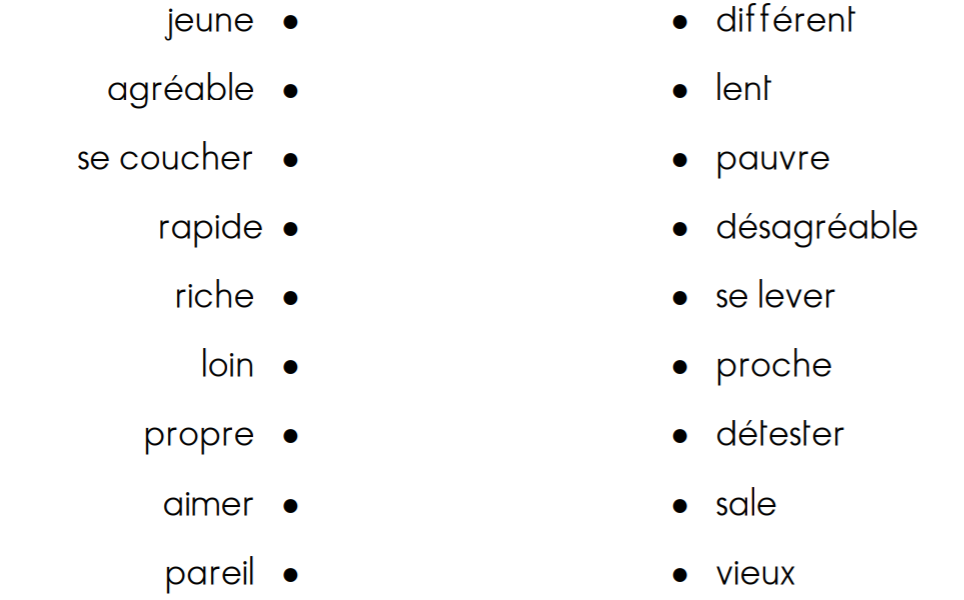 jeune ● ● différent
agréable ● ● lent
se coucher ● ● pauvre
rapide ● ● désagréable
riche ● ● se lever
loin ● ● proche
propre ● ● détester
aimer ● ● sale
pareil ● ● vieux